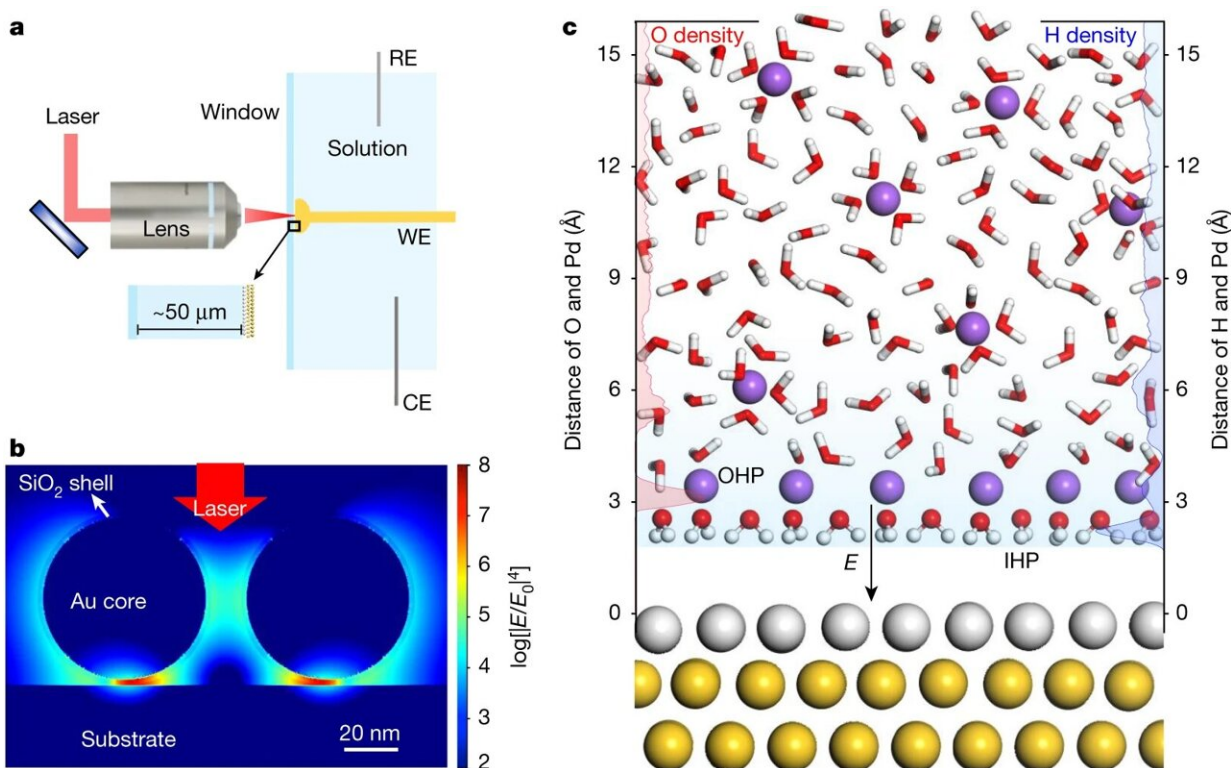 a
RE
Window
Laser
Solution
Lens
WE
~50 μm
CE
b
SiO₂ shell
Laser
Au core
Substrate
20 nm
8
7
6
5
4
3
2
log[|E/E₀|⁴]
c
O density
H density
15
12
9
6
3
0
Distance of O and Pd (Å)
OHP
IHP
E
15
12
9
6
3
0
Distance of H and Pd (Å)